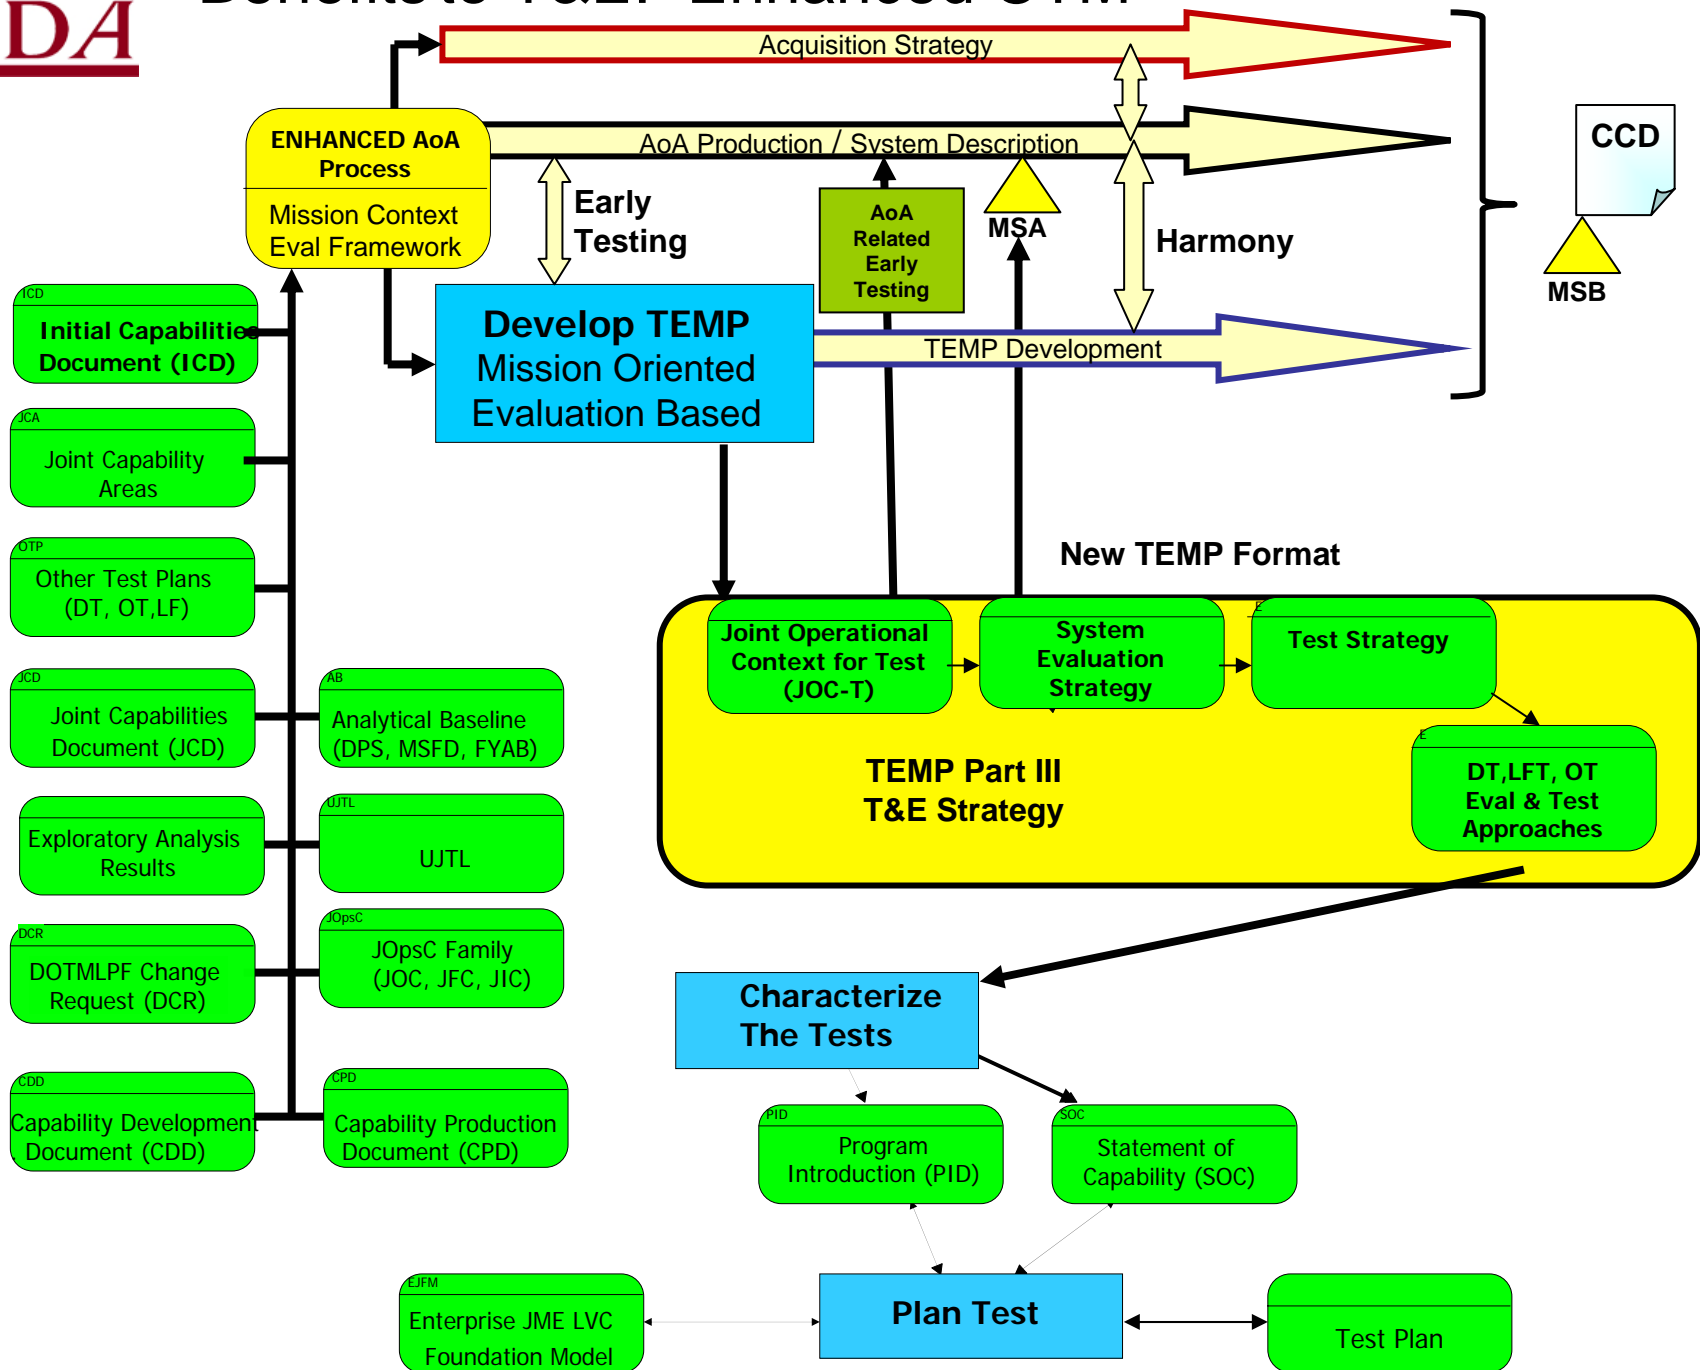 DA
Benefits to T&E: Enhanced CTM
Acquisition Strategy
ENHANCED AoA
Process
Mission Context
Eval Framework
AoA Production / System Description
CCD
Early
Testing
AoA
Related
Early
Testing
MSA
Harmony
MSB
Develop TEMP
Mission Oriented
Evaluation Based
TEMP Development
ICD
Initial Capabilities
Document (ICD)
JCA
Joint Capability
Areas
OTP
Other Test Plans
(DT, OT,LF)
JCD
Joint Capabilities
Document (JCD)
AB
Analytical Baseline
(DPS, MSFD, FYAB)
Exploratory Analysis
Results
UJTL
UJTL
DCR
DOTMLPF Change
Request (DCR)
JOpsC
JOpsC Family
(JOC, JFC, JIC)
CDD
Capability Development
Document (CDD)
CPD
Capability Production
Document (CPD)
New TEMP Format
Joint Operational
Context for Test
(JOC-T)
System
Evaluation
Strategy
E
Test Strategy
E
DT,LFT, OT
Eval & Test
Approaches
TEMP Part III
T&E Strategy
Characterize
The Tests
PID
Program
Introduction (PID)
SOC
Statement of
Capability (SOC)
EJFM
Enterprise JME LVC
Foundation Model
Plan Test
Test Plan